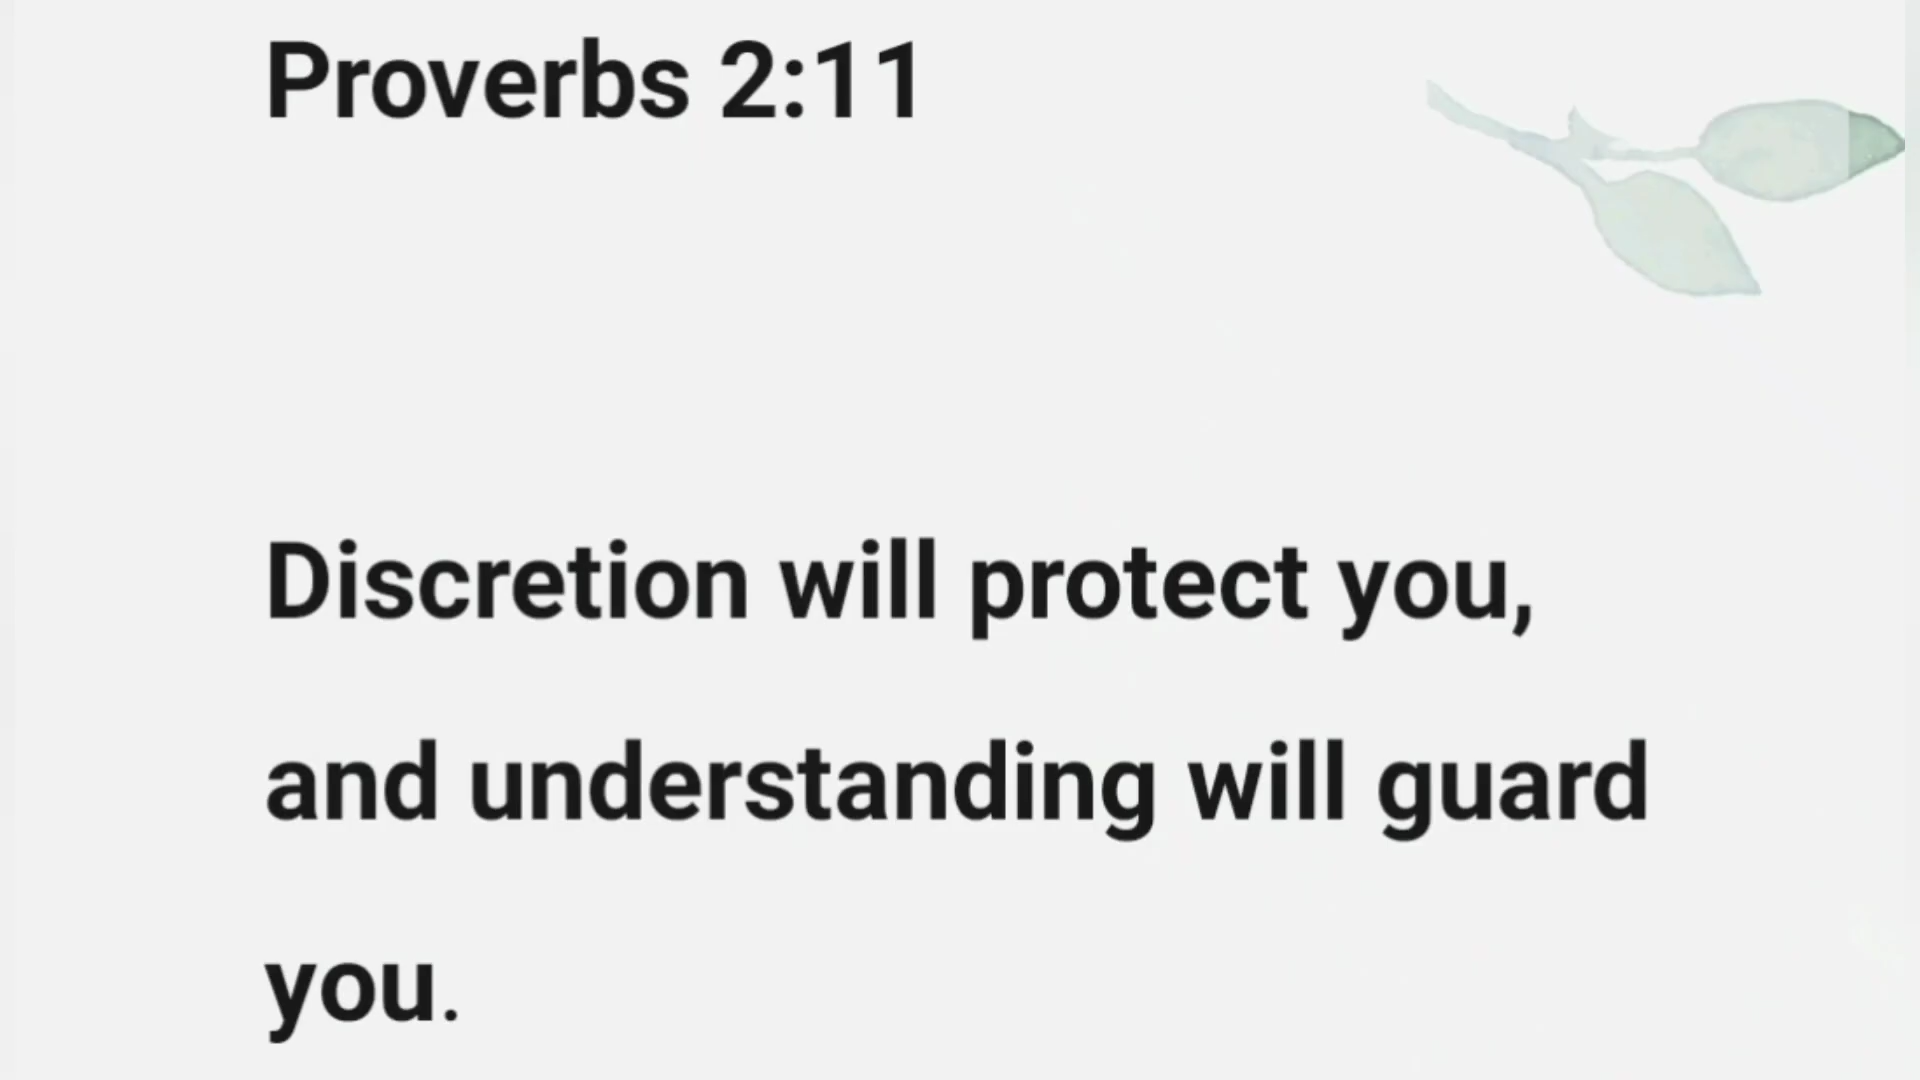 Proverbs 2:11
Discretion will protect you,
and understanding will guard
you.